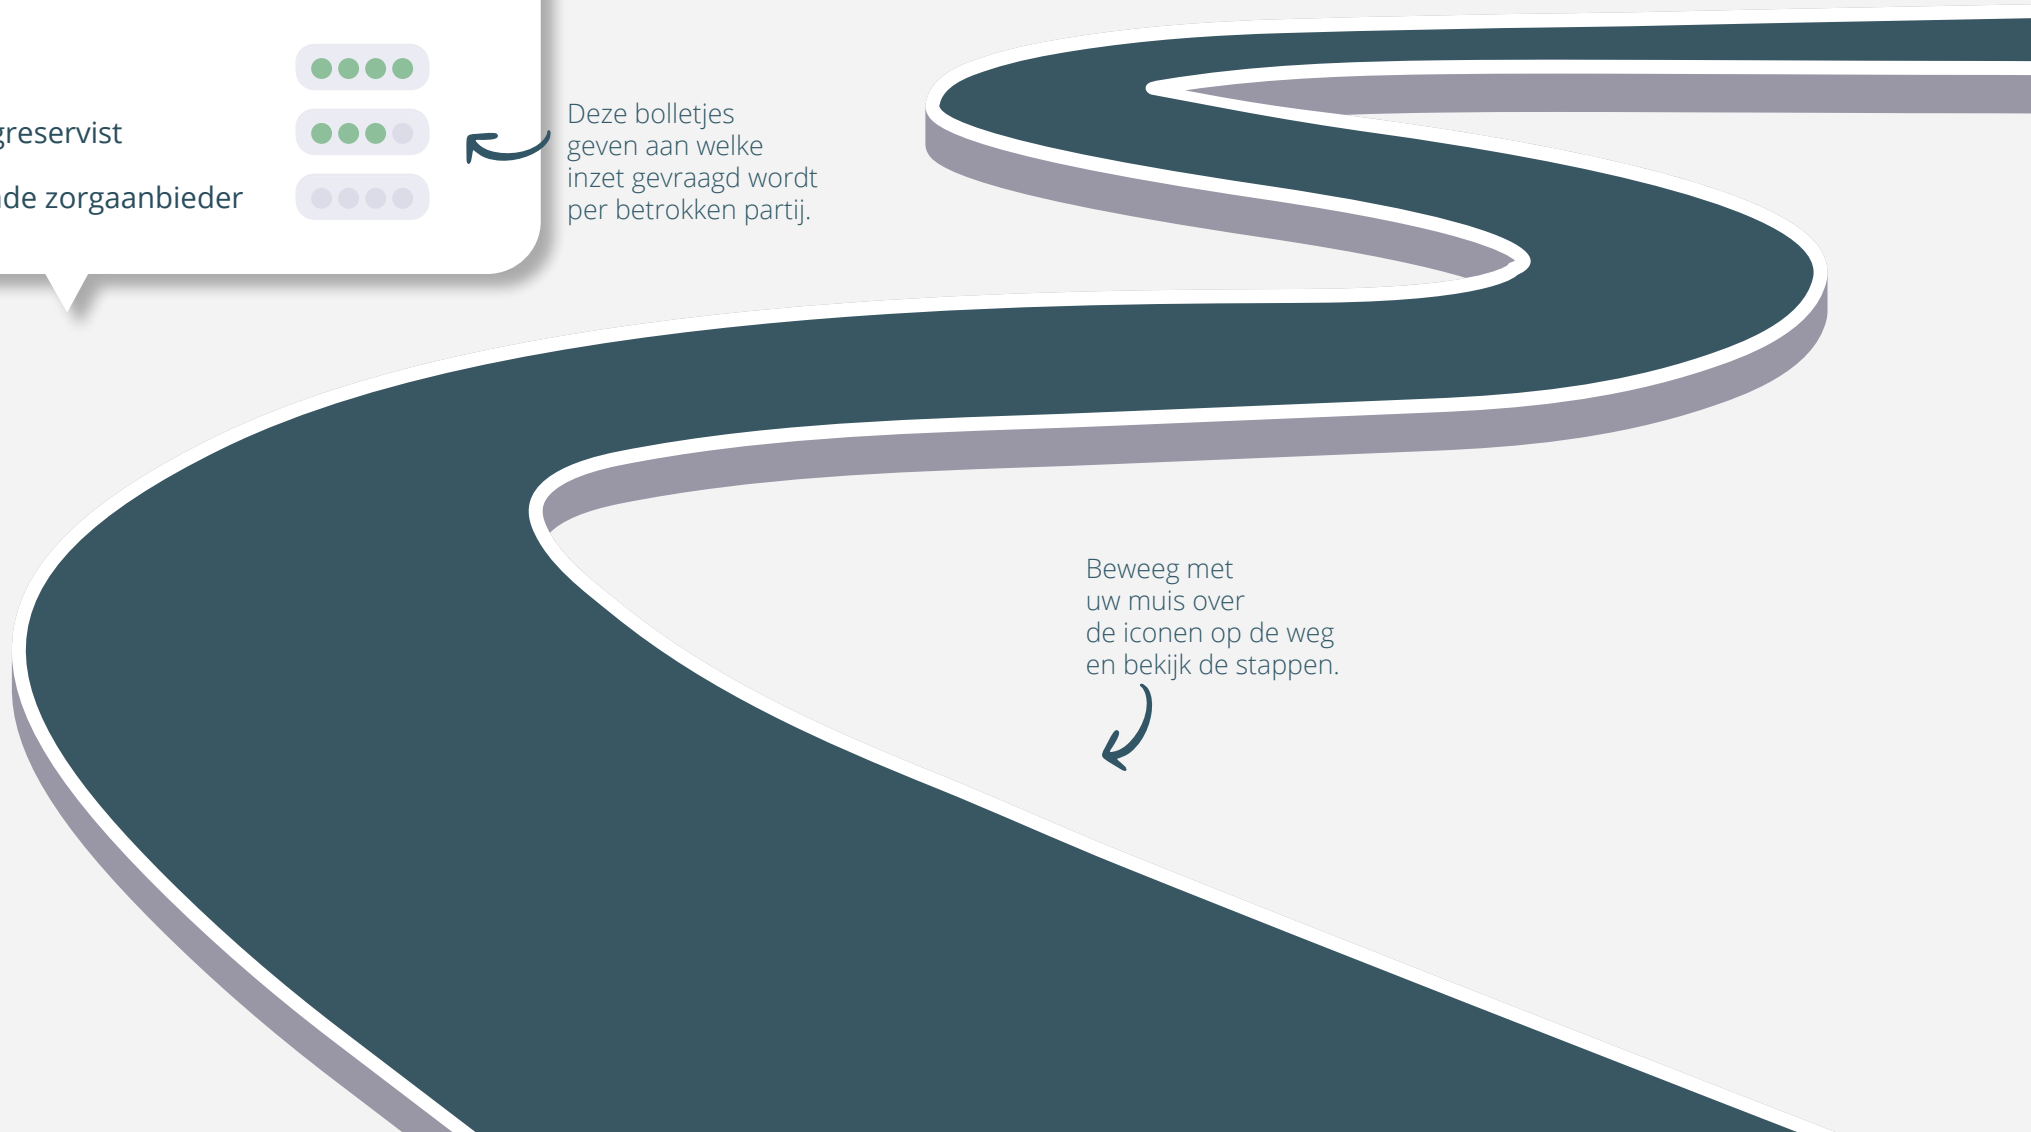 greservist
nde zorgaanbieder
Deze bolletjes
geven aan welke
inzet gevraagd wordt
per betrokken partij.
Beweeg met
uw muis over
de iconen op de weg
en bekijk de stappen.